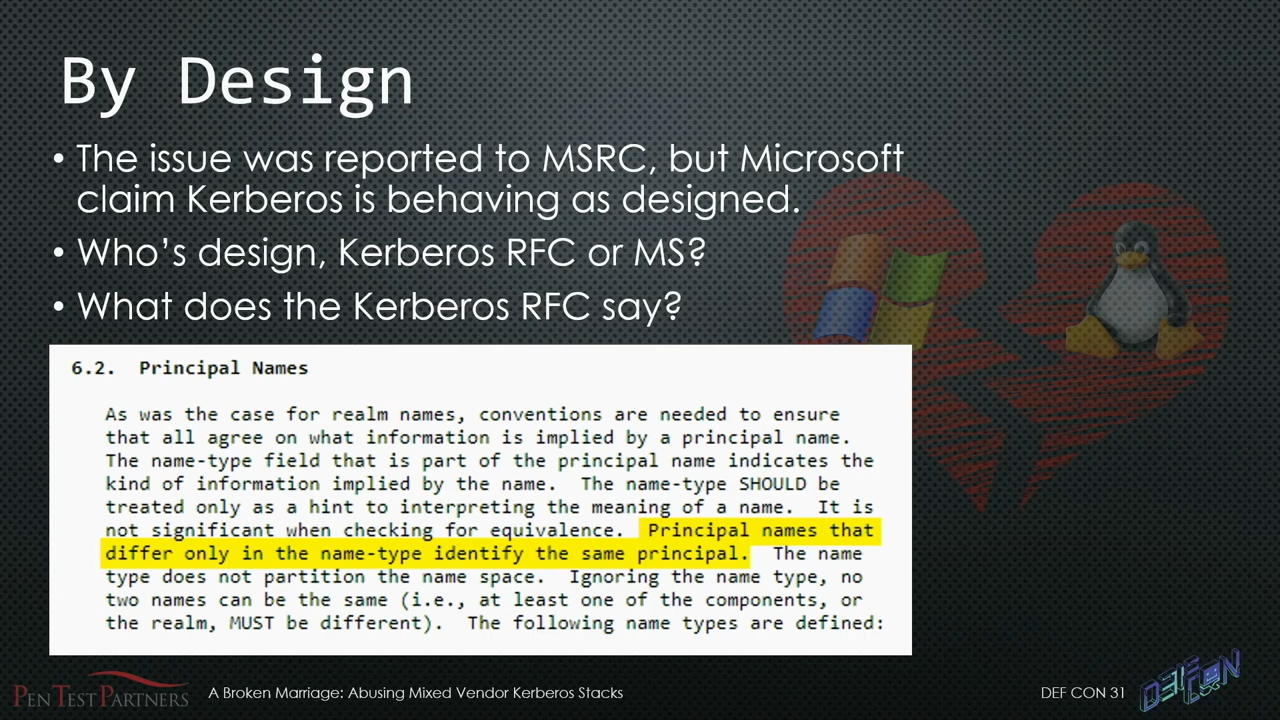 By Design
• The issue was reported to MSRC, but Microsoft
claim Kerberos is behaving as designed.
• Who's design, Kerberos RFC or MS?
• What does the Kerberos RFC say?
6.2. Principal Names
As was the case for realm names, conventions are needed to ensure
that all agree on what information is implied by a principal name.
The name-type field that is part of the principal name indicates the
kind of information implied by the name. The name-type SHOULD be
treated only as a hint to interpreting the meaning of a name. It is
not significant when checking for equivalence. Principal names that
differ only in the name-type identify the same principal. The name
type does not partition the name space. Ignoring the name type, no
two names can be the same (i.e., at least one of the components, or
the realm, MUST be different). The following name types are defined:
PEN TEST PARTNERS
A Broken Marriage: Abusing Mixed Vendor Kerberos Stacks
DEF CON 31
DEF CON